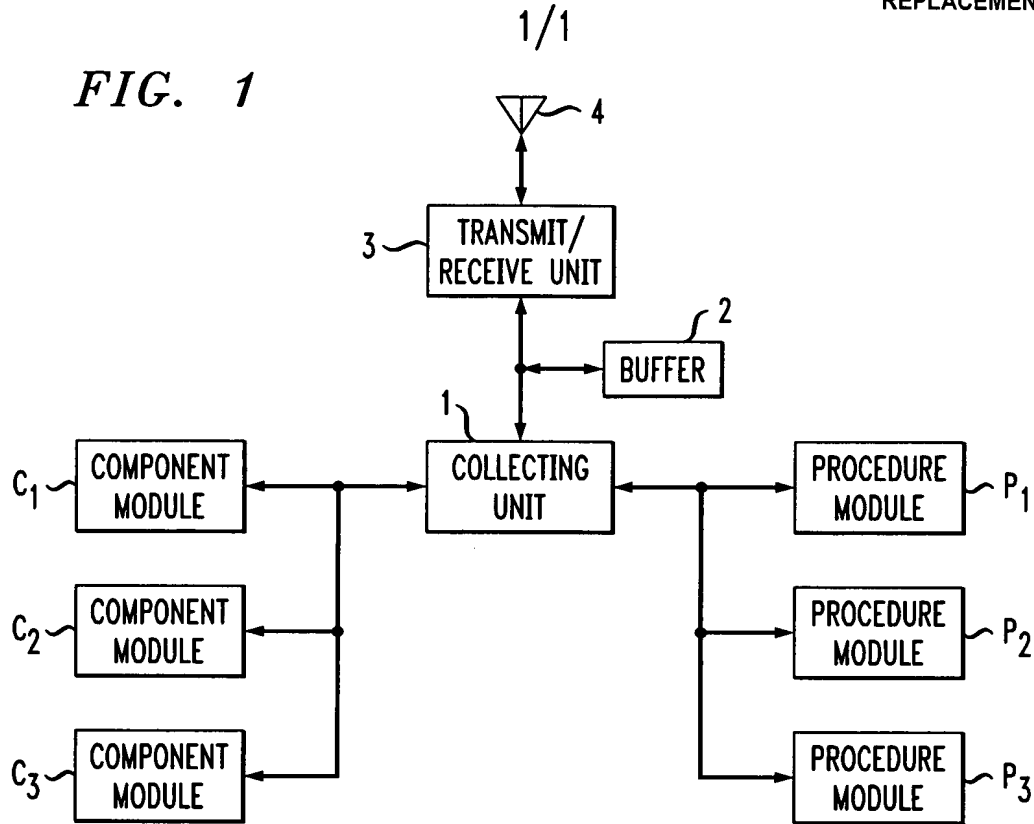 REPLACEMEN
1/1
FIG. 1
4
3
TRANSMIT/
RECEIVE UNIT
2
BUFFER
1
COLLECTING
UNIT
C1
COMPONENT
MODULE
PROCEDURE
MODULE
P1
C2
COMPONENT
MODULE
PROCEDURE
MODULE
P2
C3
COMPONENT
MODULE
PROCEDURE
MODULE
P3